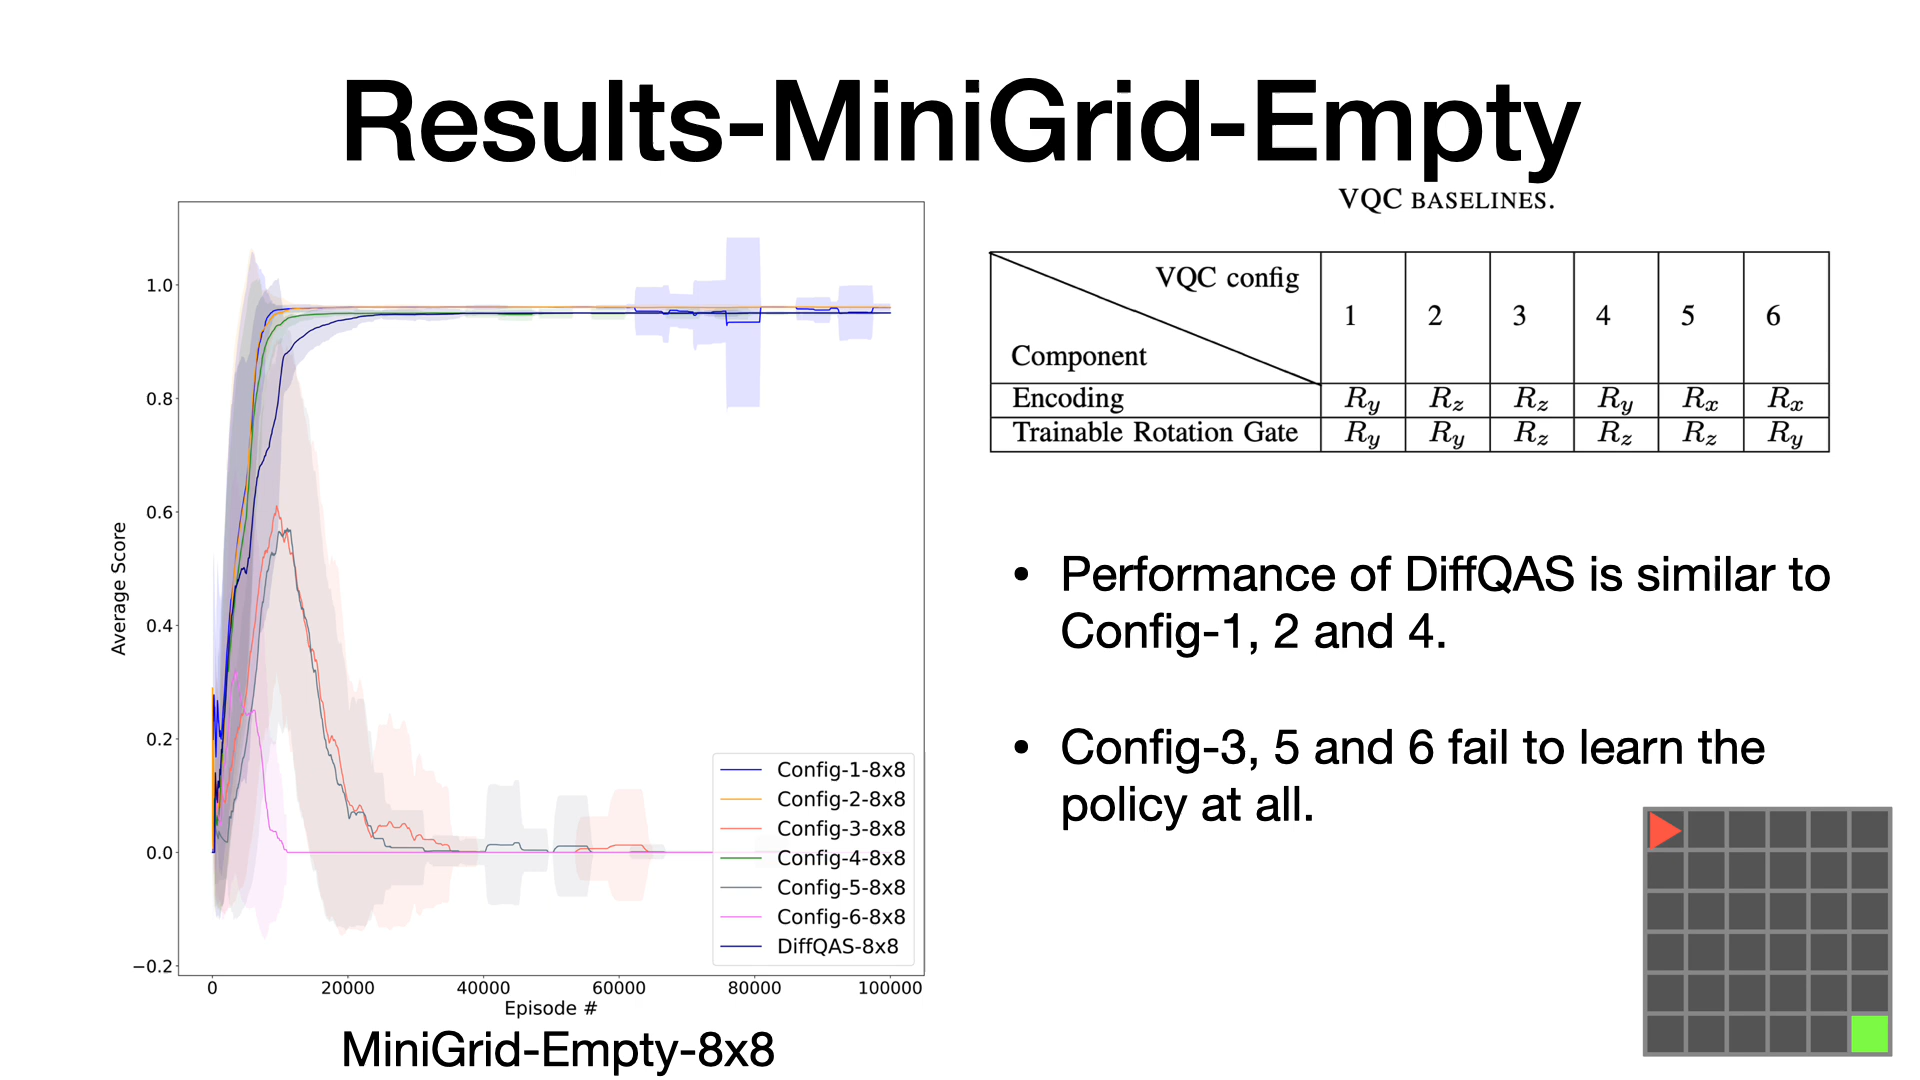 Results-MiniGrid-Empty
VQC BASELINES.
VQC config
Component
1 2 3 4 5 6
Encoding R_y R_z R_z R_y R_x R_x
Trainable Rotation Gate R_y R_y R_z R_z R_z R_y
1.0
0.8
0.6
0.4
0.2
0.0
−0.2
Average Score
0 20000 40000 60000 80000 100000
Episode #
Config-1-8x8
Config-2-8x8
Config-3-8x8
Config-4-8x8
Config-5-8x8
Config-6-8x8
DiffQAS-8x8
MiniGrid-Empty-8x8
• Performance of DiffQAS is similar to
Config-1, 2 and 4.
• Config-3, 5 and 6 fail to learn the
policy at all.